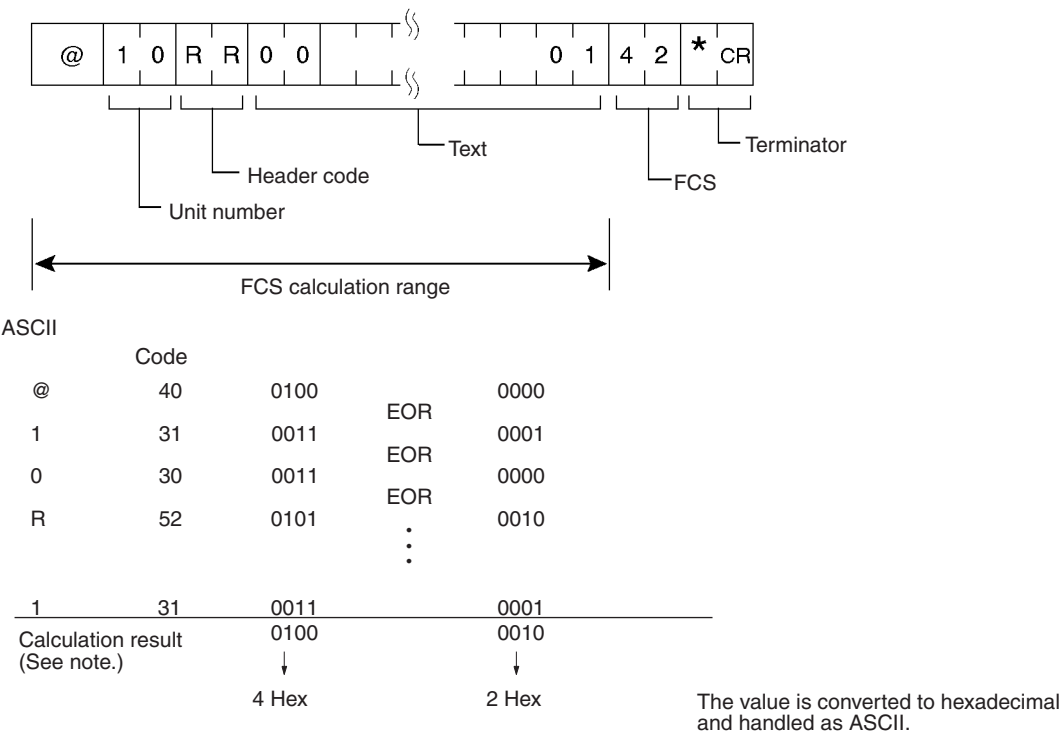 @ 1 0 R R 0 0 0 1 4 2 * CR
Text
Terminator
Header code
FCS
Unit number
FCS calculation range
ASCII
Code
@ 40 0100 0000
EOR
1 31 0011 0001
EOR
0 30 0011 0000
EOR
R 52 0101 0010
1 31 0011 0001
Calculation result 0100 0010
(See note.)
4 Hex 2 Hex
The value is converted to hexadecimal
and handled as ASCII.